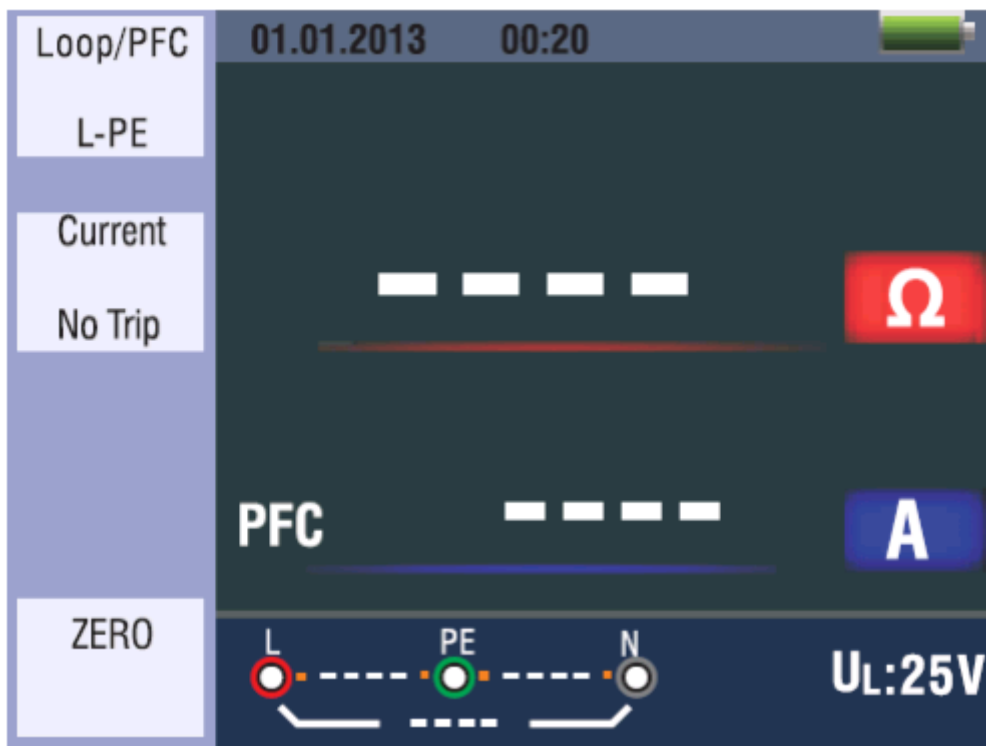 Loop/PFC
L-PE
Current
No Trip
ZERO
01.01.2013 00:20
---- Ω
PFC ---- A
L PE N
----
UL:25V